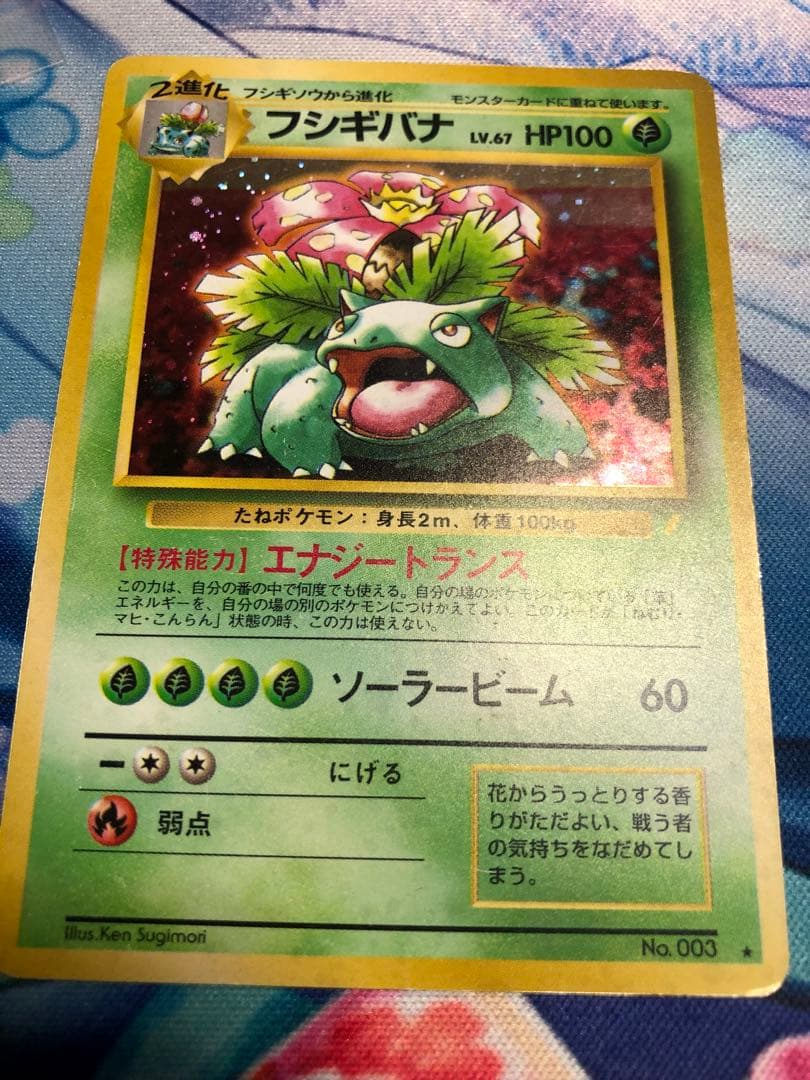 2進化 フシギソウから進化 モンスターカードに重ねて使います。
フシギバナ LV.67 HP100
たねポケモン:身長2m、体重100kg
【特殊能力】エナジートランス
この力は、自分の番の中で何度でも使える。自分の場のポケモンについている「草」
エネルギーを、自分の場の別のポケモンにつけかえてよい。このカードが「ねむり・
マヒ・こんらん」状態の時、この力は使えない。
ソーラービーム 60
にげる
弱点
花からうっとりする香
りがただよい、戦う者
の気持ちをなだめてし
まう。
Illus.Ken Sugimori
No.003 ★